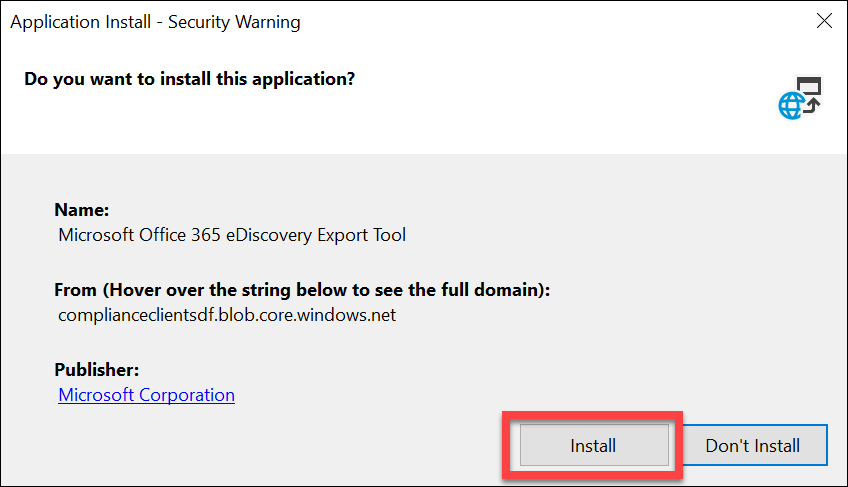 Application Install - Security Warning
Do you want to install this application?
Name:
Microsoft Office 365 eDiscovery Export Tool
From (Hover over the string below to see the full domain):
complianceclientsdf.blob.core.windows.net
Publisher:
Microsoft Corporation
Install
Don't Install